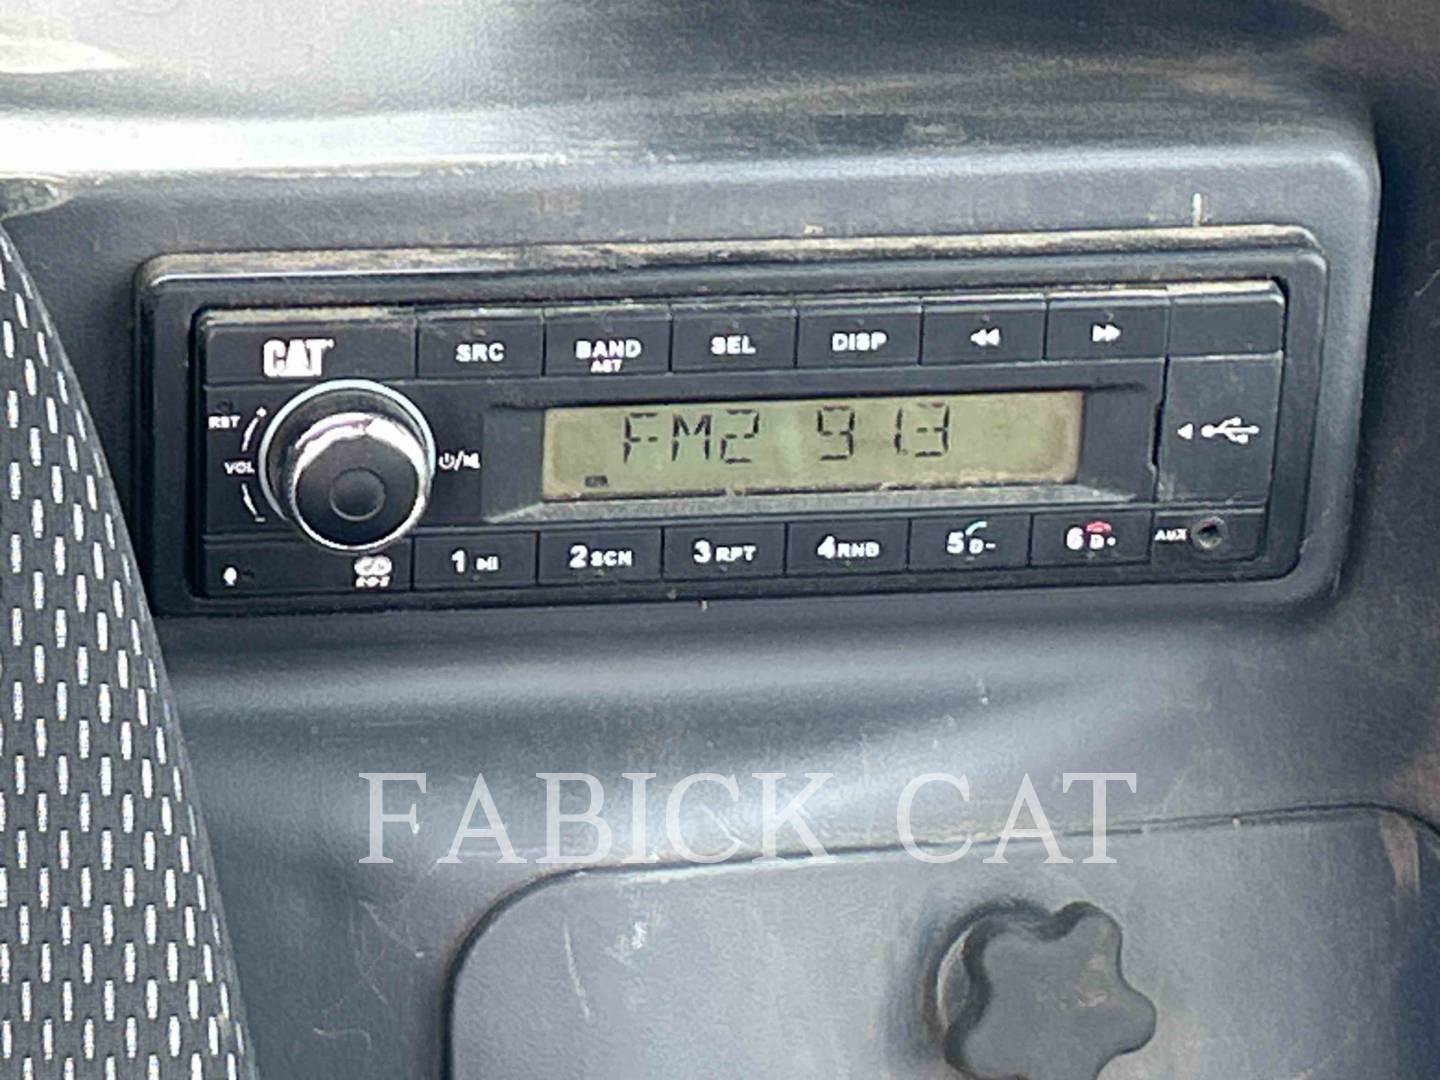 CAT SRC BAND SEL DISP
AST
RST
VOL
FM2 91.3
1 2 SCN 3 RPT 4 RND 5 D- 6 D+ AUX
FABICK CAT